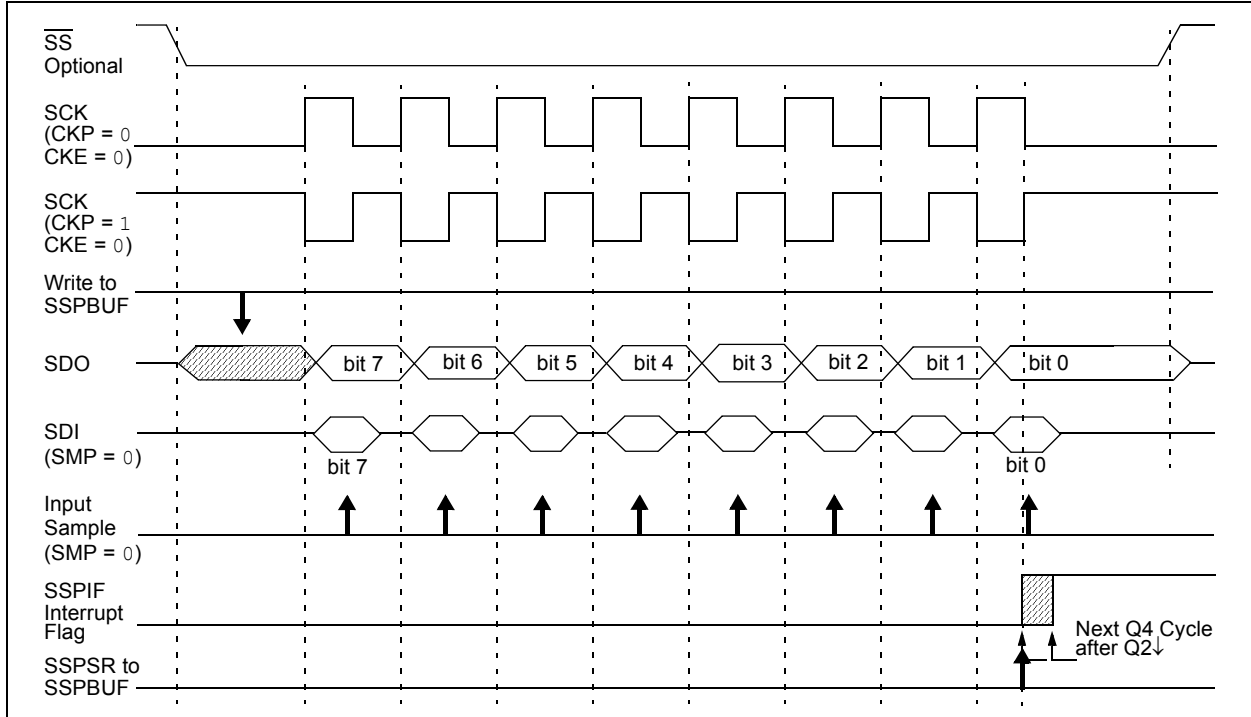 SS
Optional
SCK
(CKP = 0
CKE = 0)
SCK
(CKP = 1
CKE = 0)
Write to
SSPBUF
SDO
bit 7 bit 6 bit 5 bit 4 bit 3 bit 2 bit 1 bit 0
SDI
(SMP = 0)
bit 7 bit 0
Input
Sample
(SMP = 0)
SSPIF
Interrupt
Flag
Next Q4 Cycle
after Q2↓
SSPSR to
SSPBUF